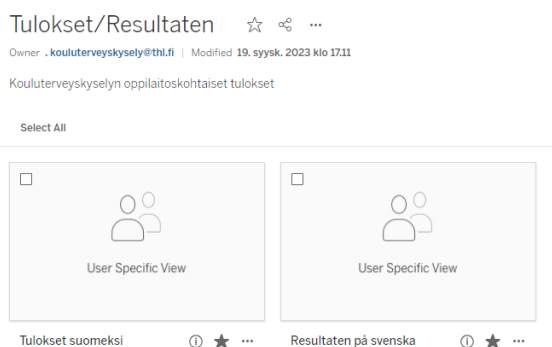 Tulokset/Resultaten
Owner . kouluterveyskysely@thl.fi | Modified 19. syysk. 2023 klo 17.11
Kouluterveyskyselyn oppilaitoskohtaiset tulokset
Select All
User Specific View
User Specific View
Tulokset suomeksi
Resultaten på svenska